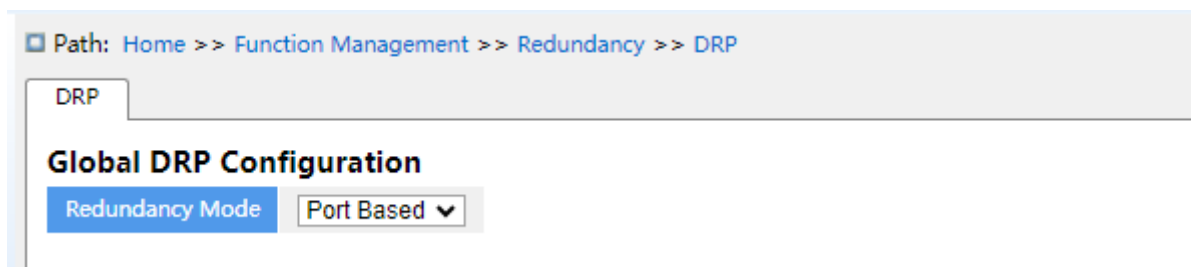 Path: Home >> Function Management >> Redundancy >> DRP
DRP
Global DRP Configuration
Redundancy Mode Port Based